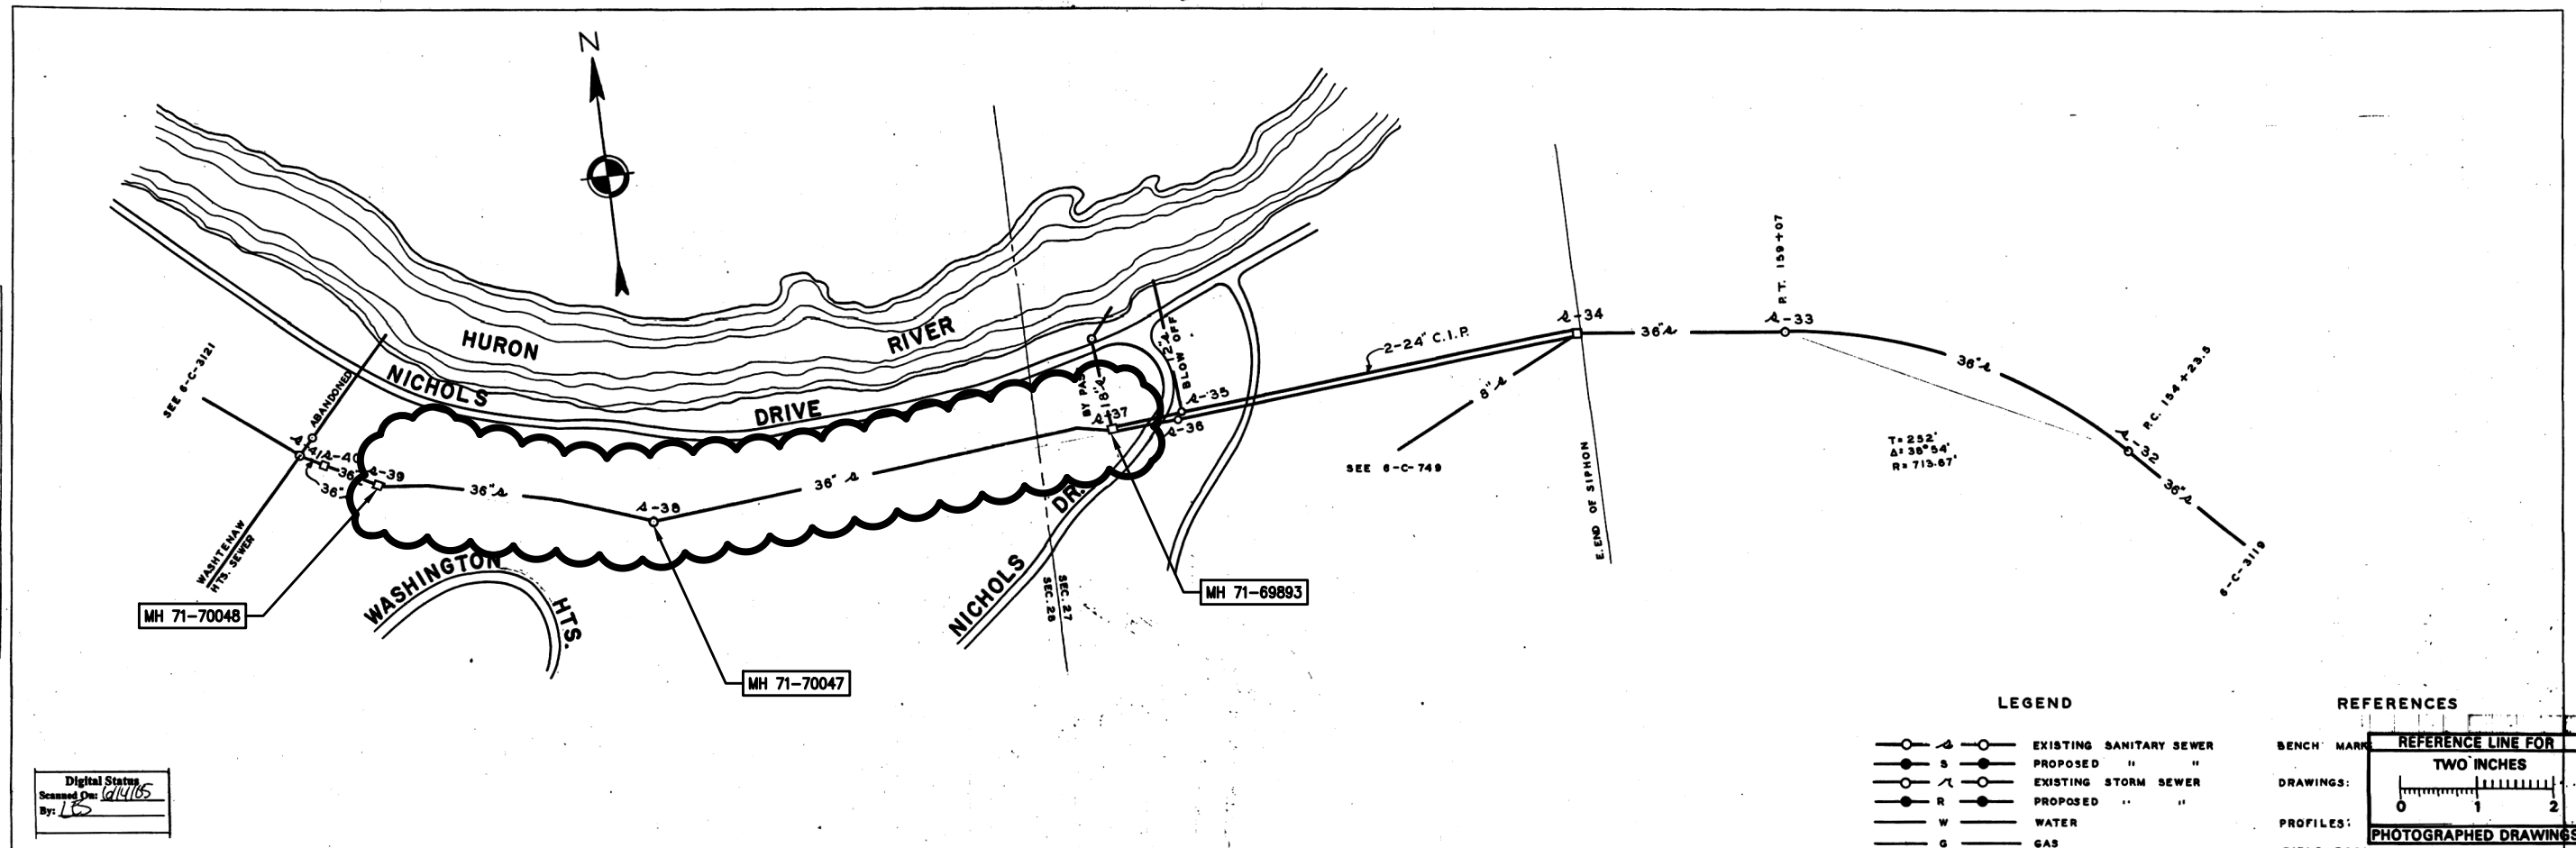 N
SEE 6-C-3121
ABANDONED
HURON
RIVER
NICHOLS
DRIVE
BY PAS
18"s
12"s
BLOW OFF
s-35
s-36
s-37
2-24" C.I.P.
s-34
36"s
s-33
P.T. 159+07
36"s
P.C. 154+23.5
s-32
36"s
6-C-3119
T= 252'
Δ= 38°54'
R= 713.67'
8"s
SEE 6-C-749
E. END OF SIPHON
s-40
s-39
36"
36"
36"s
s-38
36"s
WASHTENAW
HTS. SEWER
WASHINGTON
HTS.
NICHOLS
DR.
SEC. 28
SEC. 27
MH 71-70048
MH 71-70047
MH 71-69893
LEGEND
s EXISTING SANITARY SEWER
S PROPOSED " "
r EXISTING STORM SEWER
R PROPOSED " "
W WATER
G GAS
REFERENCES
BENCH MARK
DRAWINGS:
PROFILES:
REFERENCE LINE FOR
TWO INCHES
0 1 2
PHOTOGRAPHED DRAWINGS
Digital Status
Scanned On:
By: LBS